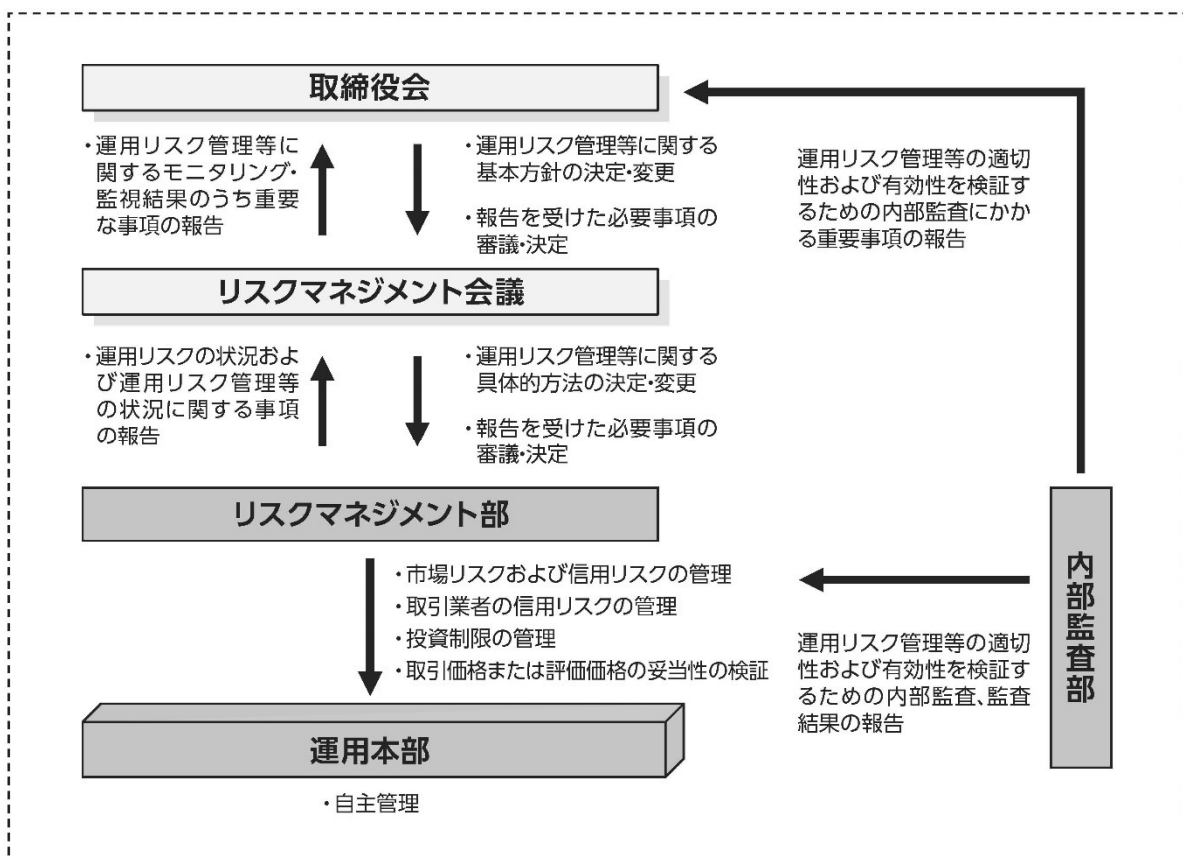 取締役会
・運用リスク管理等に
関するモニタリング・
監視結果のうち重要
な事項の報告
・運用リスク管理等に関する
基本方針の決定・変更
・報告を受けた必要事項の
審議・決定
運用リスク管理等の適切
性および有効性を検証す
るための内部監査にかか
る重要事項の報告
リスクマネジメント会議
・運用リスクの状況およ
び運用リスク管理等
の状況に関する事項
の報告
・運用リスク管理等に関する
具体的方法の決定・変更
・報告を受けた必要事項の
審議・決定
リスクマネジメント部
・市場リスクおよび信用リスクの管理
・取引業者の信用リスクの管理
・投資制限の管理
・取引価格または評価価格の妥当性の検証
内部監査部
運用リスク管理等の適切
性および有効性を検証す
るための内部監査、監査
結果の報告
運用本部
・自主管理